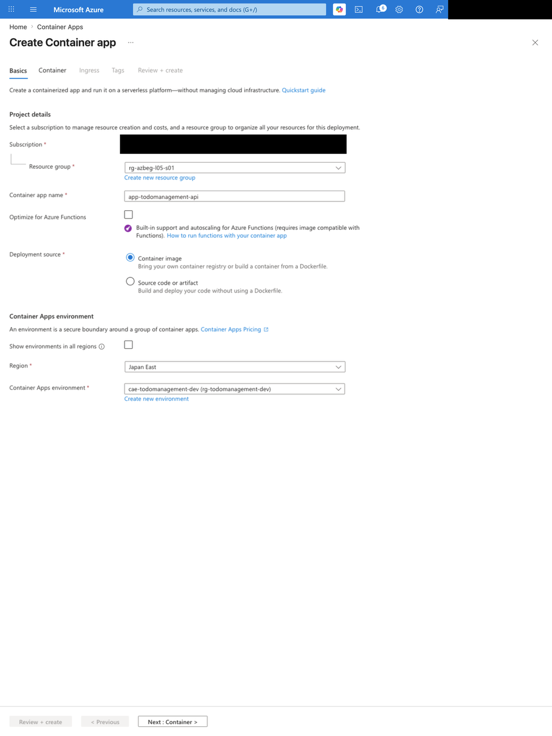 Microsoft Azure
Search resources, services, and docs (G+/)
6
Home > Container Apps
Create Container app ...
Basics Container Ingress Tags Review + create
Create a containerized app and run it on a serverless platform—without managing cloud infrastructure. Quickstart guide
Project details
Select a subscription to manage resource creation and costs, and a resource group to organize all your resources for this deployment.
Subscription *
Resource group * rg-azbeg-l05-s01
Create new resource group
Container app name * app-todomanagement-api
Optimize for Azure Functions
Built-in support and autoscaling for Azure Functions (requires image compatible with
Functions). How to run functions with your container app
Deployment source * Container image
Bring your own container registry or build a container from a Dockerfile.
Source code or artifact
Build and deploy your code without using a Dockerfile.
Container Apps environment
An environment is a secure boundary around a group of container apps. Container Apps Pricing
Show environments in all regions
Region * Japan East
Container Apps environment * cae-todomanagement-dev (rg-todomanagement-dev)
Create new environment
Review + create < Previous Next : Container >